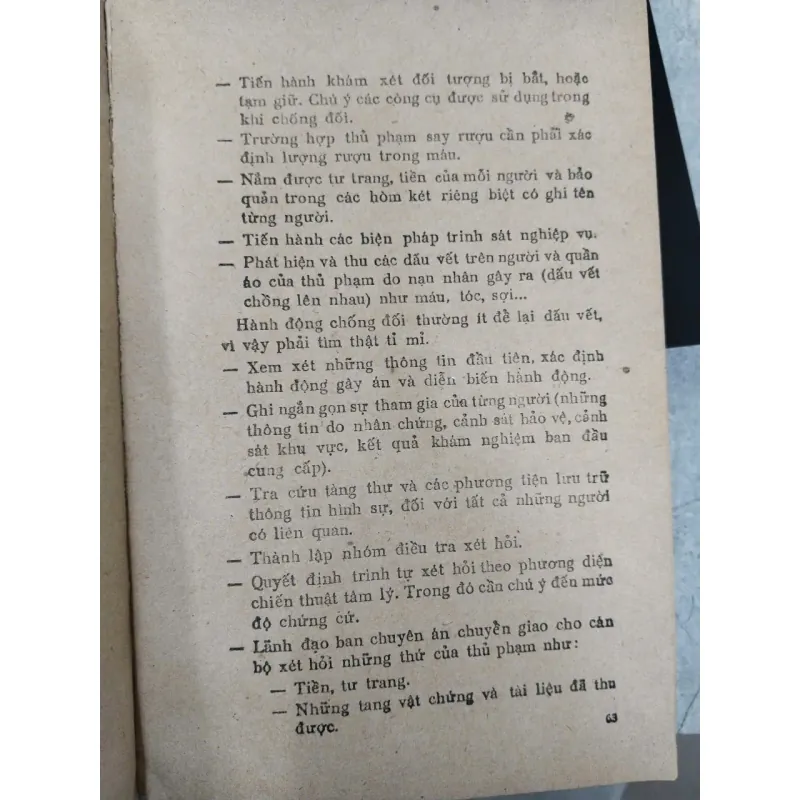 — Tiến hành khám xét đối tượng bị bắt, hoặc
tạm giữ. Chú ý các công cụ được sử dụng trong
khi chống đối.
— Trường hợp thủ phạm say rượu cần phải xác
định lượng rượu trong máu.
— Nắm được tư trang, tiền của mỗi người và bảo
quản trong các hòm két riêng biệt có ghi tên
từng người.
— Tiến hành các biện pháp trinh sát nghiệp vụ.
— Phát hiện và thu các dấu vết trên người và quần
áo của thủ phạm do nạn nhân gây ra (dấu vết
chồng lên nhau) như máu, tóc, sợi...
Hành động chống đối thường ít để lại dấu vết,
vì vậy phải tìm thật tỉ mỉ.
— Xem xét những thông tin đầu tiên, xác định
hành động gây án và diễn biến hành động.
— Ghi ngắn gọn sự tham gia của từng người (những
thông tin do nhân chứng, cảnh sát bảo vệ, cảnh
sát khu vực, kết quả khám nghiệm ban đầu
cung cấp).
— Tra cứu tàng thư và các phương tiện lưu trữ
thông tin hình sự, đối với tất cả những người
có liên quan.
— Thành lập nhóm điều tra xét hỏi.
— Quyết định trình tự xét hỏi theo phương diện
chiến thuật tâm lý. Trong đó cần chú ý đến mức
độ chứng cứ.
— Lãnh đạo ban chuyên án chuyển giao cho cán
bộ xét hỏi những thứ của thủ phạm như:
— Tiền, tư trang.
— Những tang vật chứng và tài liệu đã thu
được.
63